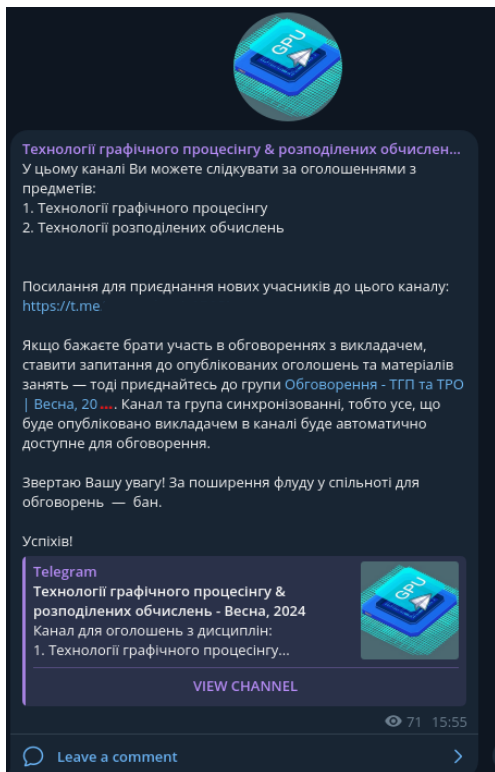 GPU
Технології графічного процесінгу & розподілених обчислен...
У цьому каналі Ви можете слідкувати за оголошеннями з
предметів:
1. Технології графічного процесінгу
2. Технології розподілених обчислень
Посилання для приєднання нових учасників до цього каналу:
https://t.me
Якщо бажаєте брати участь в обговореннях з викладачем,
ставити запитання до опублікованих оголошень та матеріалів
занять — тоді приєднайтесь до групи Обговорення - ТГП та ТРО
| Весна, 20 .... Канал та група синхронізованні, тобто усе, що
буде опубліковано викладачем в каналі буде автоматично
доступне для обговорення.
Звертаю Вашу увагу! За поширення флуду у спільноті для
обговорень — бан.
Успіхів!
Telegram
Технології графічного процесінгу &
розподілених обчислень - Весна, 2024
Канал для оголошень з дисциплін:
1. Технології графічного процесінгу...
GPU
VIEW CHANNEL
71 15:55
Leave a comment